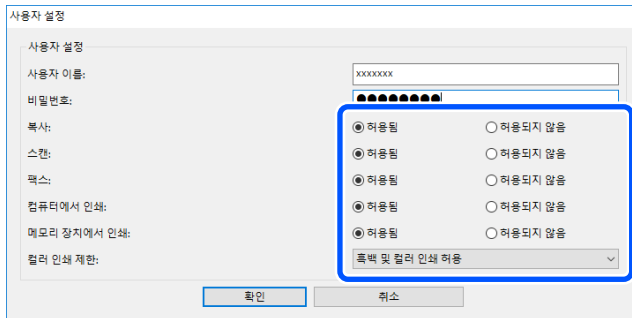 사용자 설정
사용자 설정
사용자 이름: xxxxxxx
비밀번호: ●●●●●●●●
복사: 허용됨 허용되지 않음
스캔: 허용됨 허용되지 않음
팩스: 허용됨 허용되지 않음
컴퓨터에서 인쇄: 허용됨 허용되지 않음
메모리 장치에서 인쇄: 허용됨 허용되지 않음
컬러 인쇄 제한: 흑백 및 컬러 인쇄 허용
확인 취소